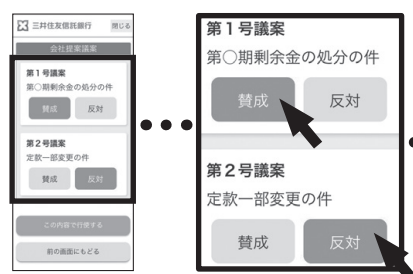 三井住友信託銀行 閉じる
会社提案議案
第1号議案
第○期剰余金の処分の件
賛成 反対
第2号議案
定款一部変更の件
賛成 反対
この内容で行使する
前の画面にもどる
第1号議案
第○期剰余金の処分の件
賛成 反対
第2号議案
定款一部変更の件
賛成 反対